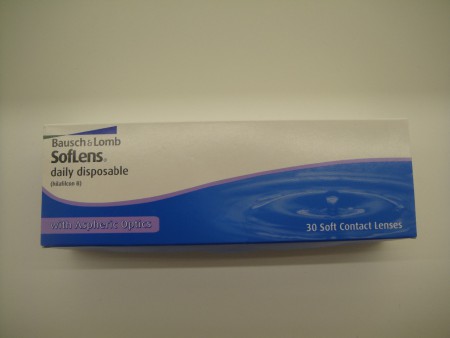 Bausch & Lomb
SofLens®
daily disposable
(hilafilcon B)
with Aspheric Optics
30 Soft Contact Lenses